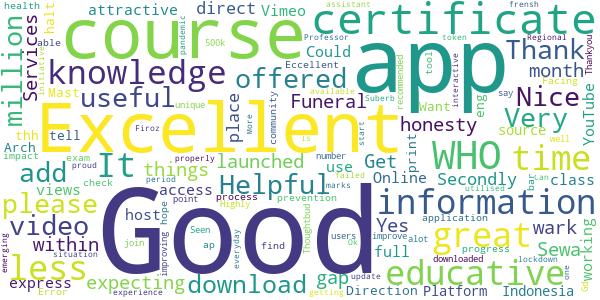 health attractive direct Vimeo assistant frensh
course app certificate
million Services halt Could 500k Professor Regional
Able pandemic token Thank Thankyou
knowledge offered Eccellent tool month interactive
useful place Funeral Want eng Nice YouTube
Mast unique Suberb recommended Facing
Excellent honesty say
Arch thh tell Firoz More community is available Very source
impact exam It launched print WHO time
add proud things Get start well
views properly number use Online Secondly bar Can class
please check period access Helpful prevention Yes information
marks failed utilised
video host point process Highly application Sewa working
Good great wark
within join hope Seen ap Thoughtbud full users improve alot progress
emerging less situation improving everyday find gap Ok Direction downloaded lockdown one
express expecting download educative Platform Indonesia
Error experience update getting Gd